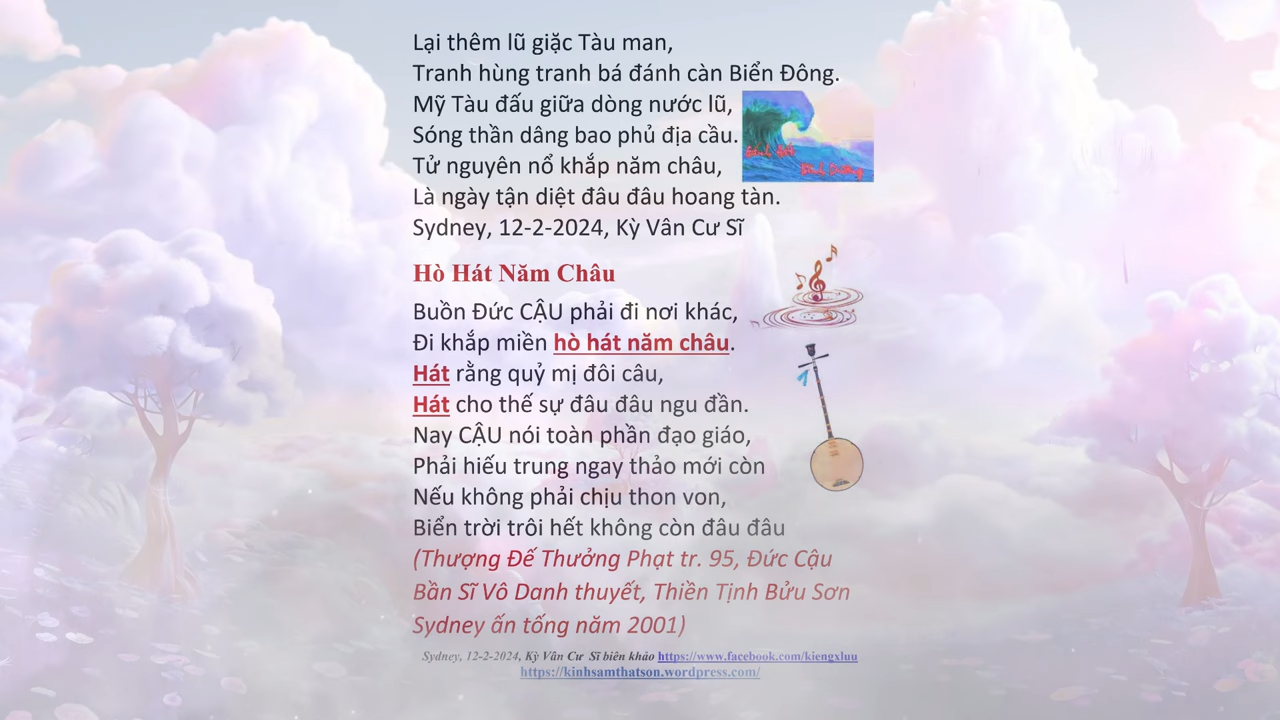 Lại thêm lũ giặc Tàu man,
Tranh hùng tranh bá đánh càn Biển Đông.
Mỹ Tàu đấu giữa dòng nước lũ,
Sóng thần dâng bao phủ địa cầu.
Tử nguyên nổ khắp năm châu,
Là ngày tận diệt đâu đâu hoang tàn.
Sydney, 12-2-2024, Kỳ Vân Cư Sĩ
Hò Hát Năm Châu
Buồn Đức CẬU phải đi nơi khác,
Đi khắp miền hò hát năm châu.
Hát rằng quỷ mị đôi câu,
Hát cho thế sự đâu đâu ngu đần.
Nay CẬU nói toàn phần đạo giáo,
Phải hiếu trung ngay thảo mới còn
Nếu không phải chịu thon von,
Biển trời trôi hết không còn đâu đâu
(Thượng Đế Thưởng Phạt tr. 95, Đức Cậu
Bần Sĩ Vô Danh thuyết, Thiền Tịnh Bửu Sơn
Sydney ấn tống năm 2001)
Sydney, 12-2-2024, Kỳ Vân Cư Sĩ biên khảo https://www.facebook.com/kiengxluu
https://kinhsamthatson.wordpress.com/